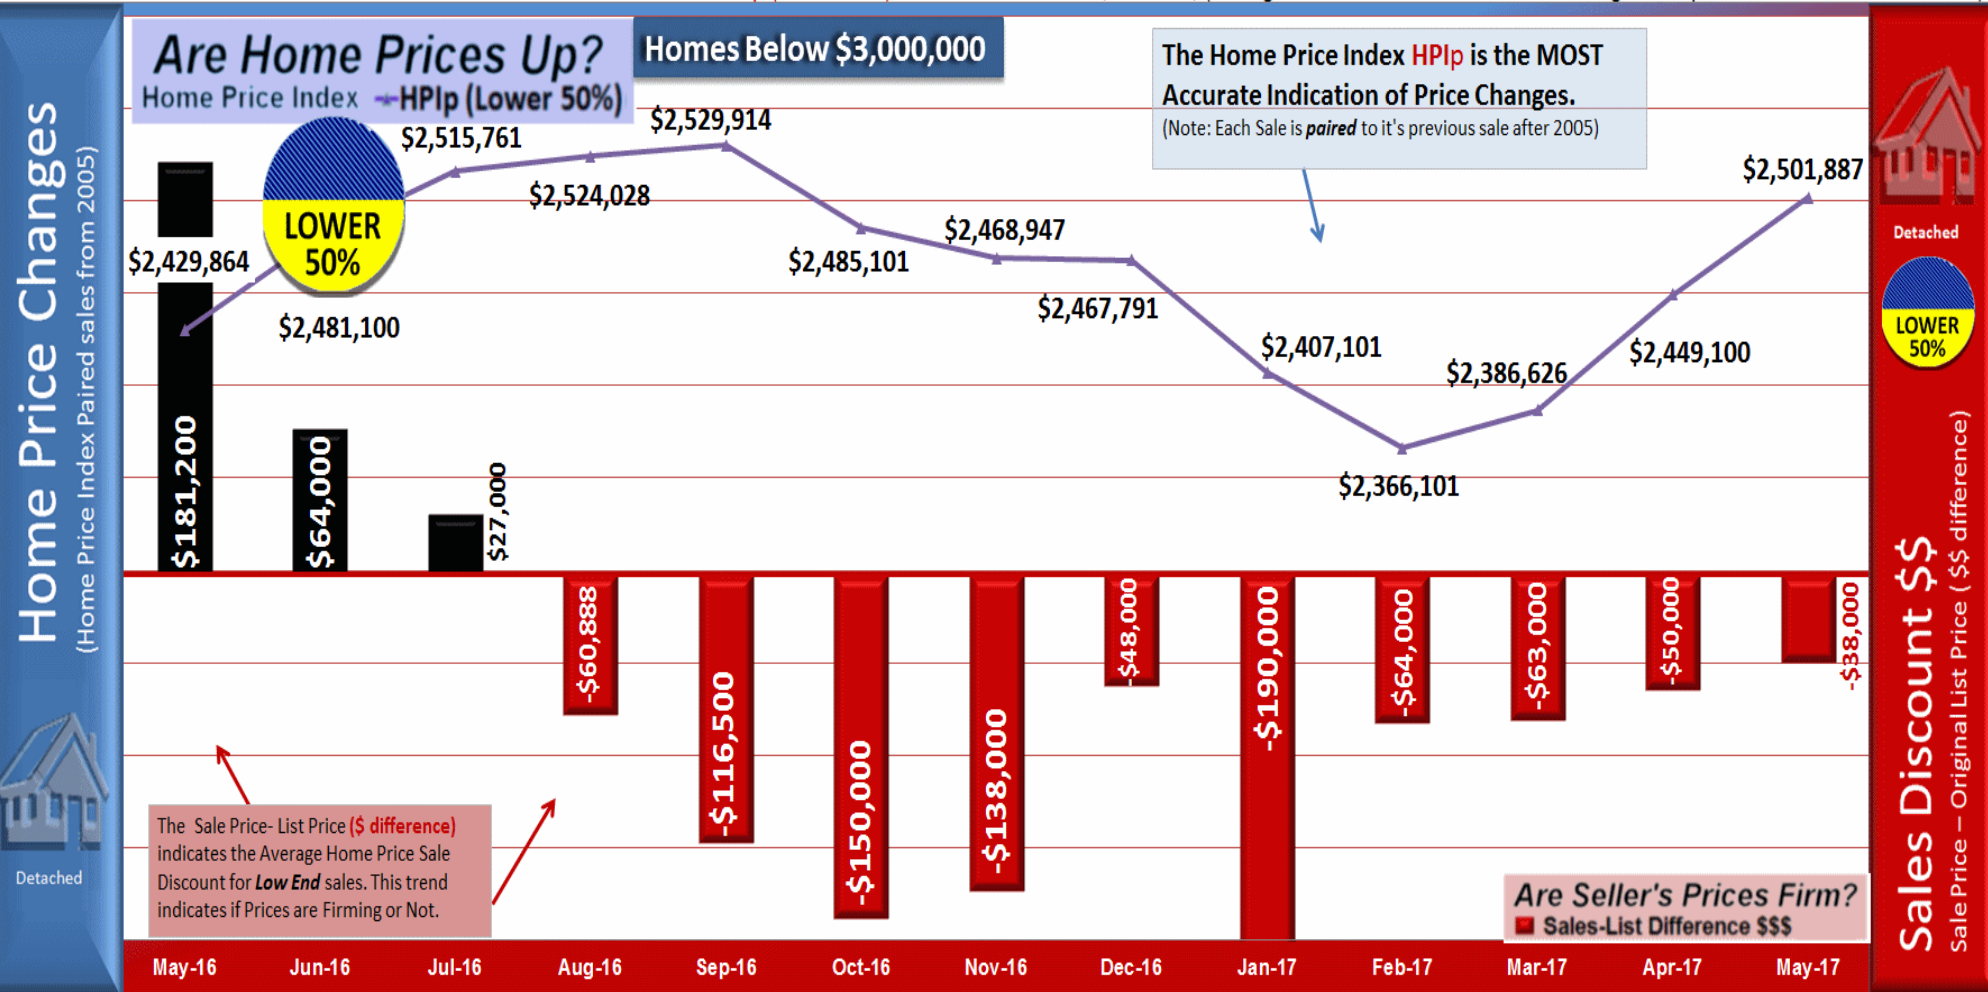 Home Price Changes
(Home Price Index Paired sales from 2005)
Detached
Are Home Prices Up?
Home Price Index HPIp (Lower 50%)
Homes Below $3,000,000
The Home Price Index HPIp is the MOST
Accurate Indication of Price Changes.
(Note: Each Sale is paired to it's previous sale after 2005)
LOWER
50%
$2,429,864
$2,481,100
$2,515,761
$2,524,028
$2,529,914
$2,485,101
$2,468,947
$2,467,791
$2,407,101
$2,366,101
$2,386,626
$2,449,100
$2,501,887
$181,200
$64,000
$27,000
-$60,888
-$116,500
-$150,000
-$138,000
-$48,000
-$190,000
-$64,000
-$63,000
-$50,000
-$38,000
The Sale Price- List Price ($ difference)
indicates the Average Home Price Sale
Discount for Low End sales. This trend
indicates if Prices are Firming or Not.
Are Seller's Prices Firm?
Sales-List Difference $$$
May-16 Jun-16 Jul-16 Aug-16 Sep-16 Oct-16 Nov-16 Dec-16 Jan-17 Feb-17 Mar-17 Apr-17 May-17
Detached
LOWER
50%
Sales Discount $$
Sale Price – Original List Price ( $$ difference)